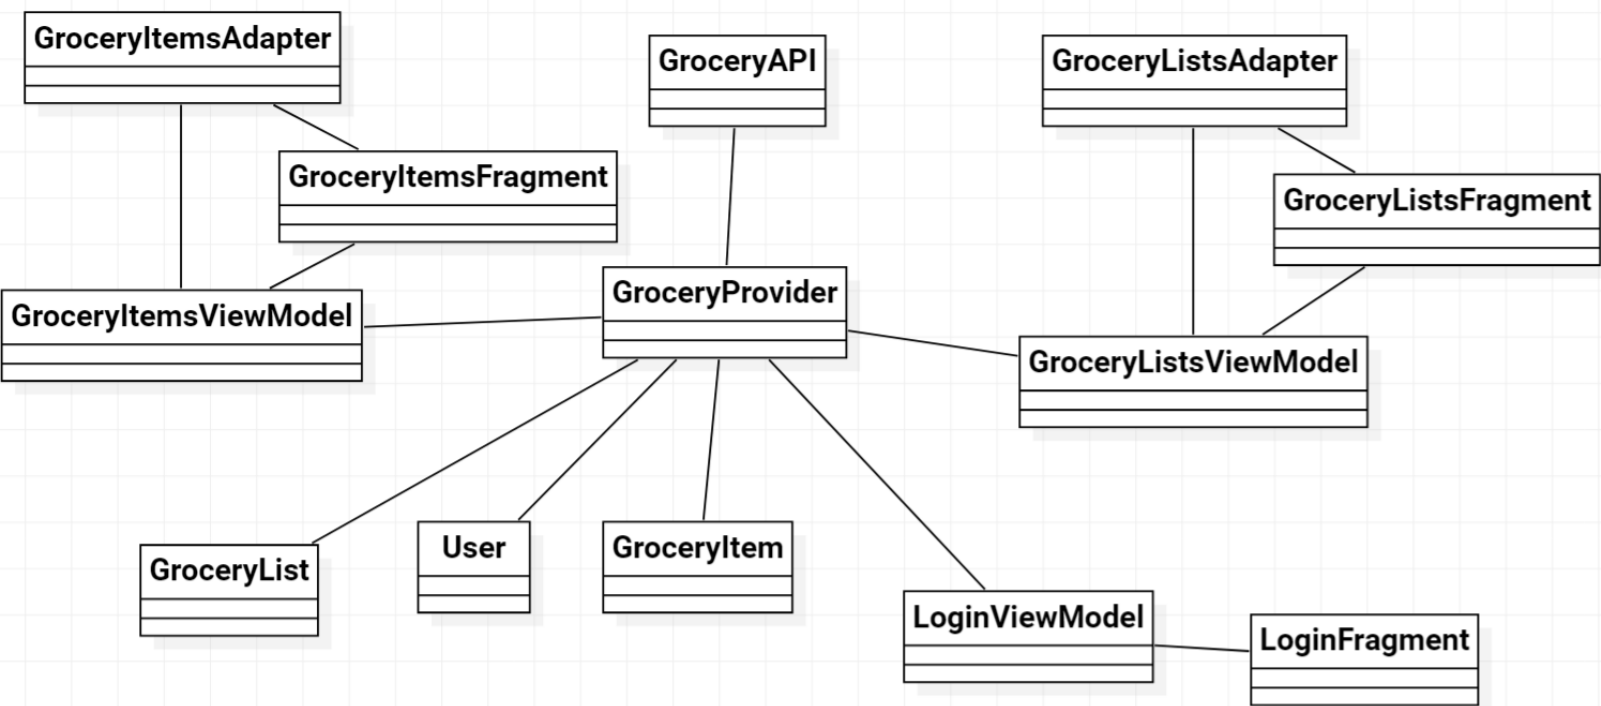 GroceryItemsAdapter
GroceryAPI
GroceryListsAdapter
GroceryItemsFragment
GroceryListsFragment
GroceryProvider
GroceryItemsViewModel
GroceryListsViewModel
User
GroceryItem
GroceryList
LoginViewModel
LoginFragment